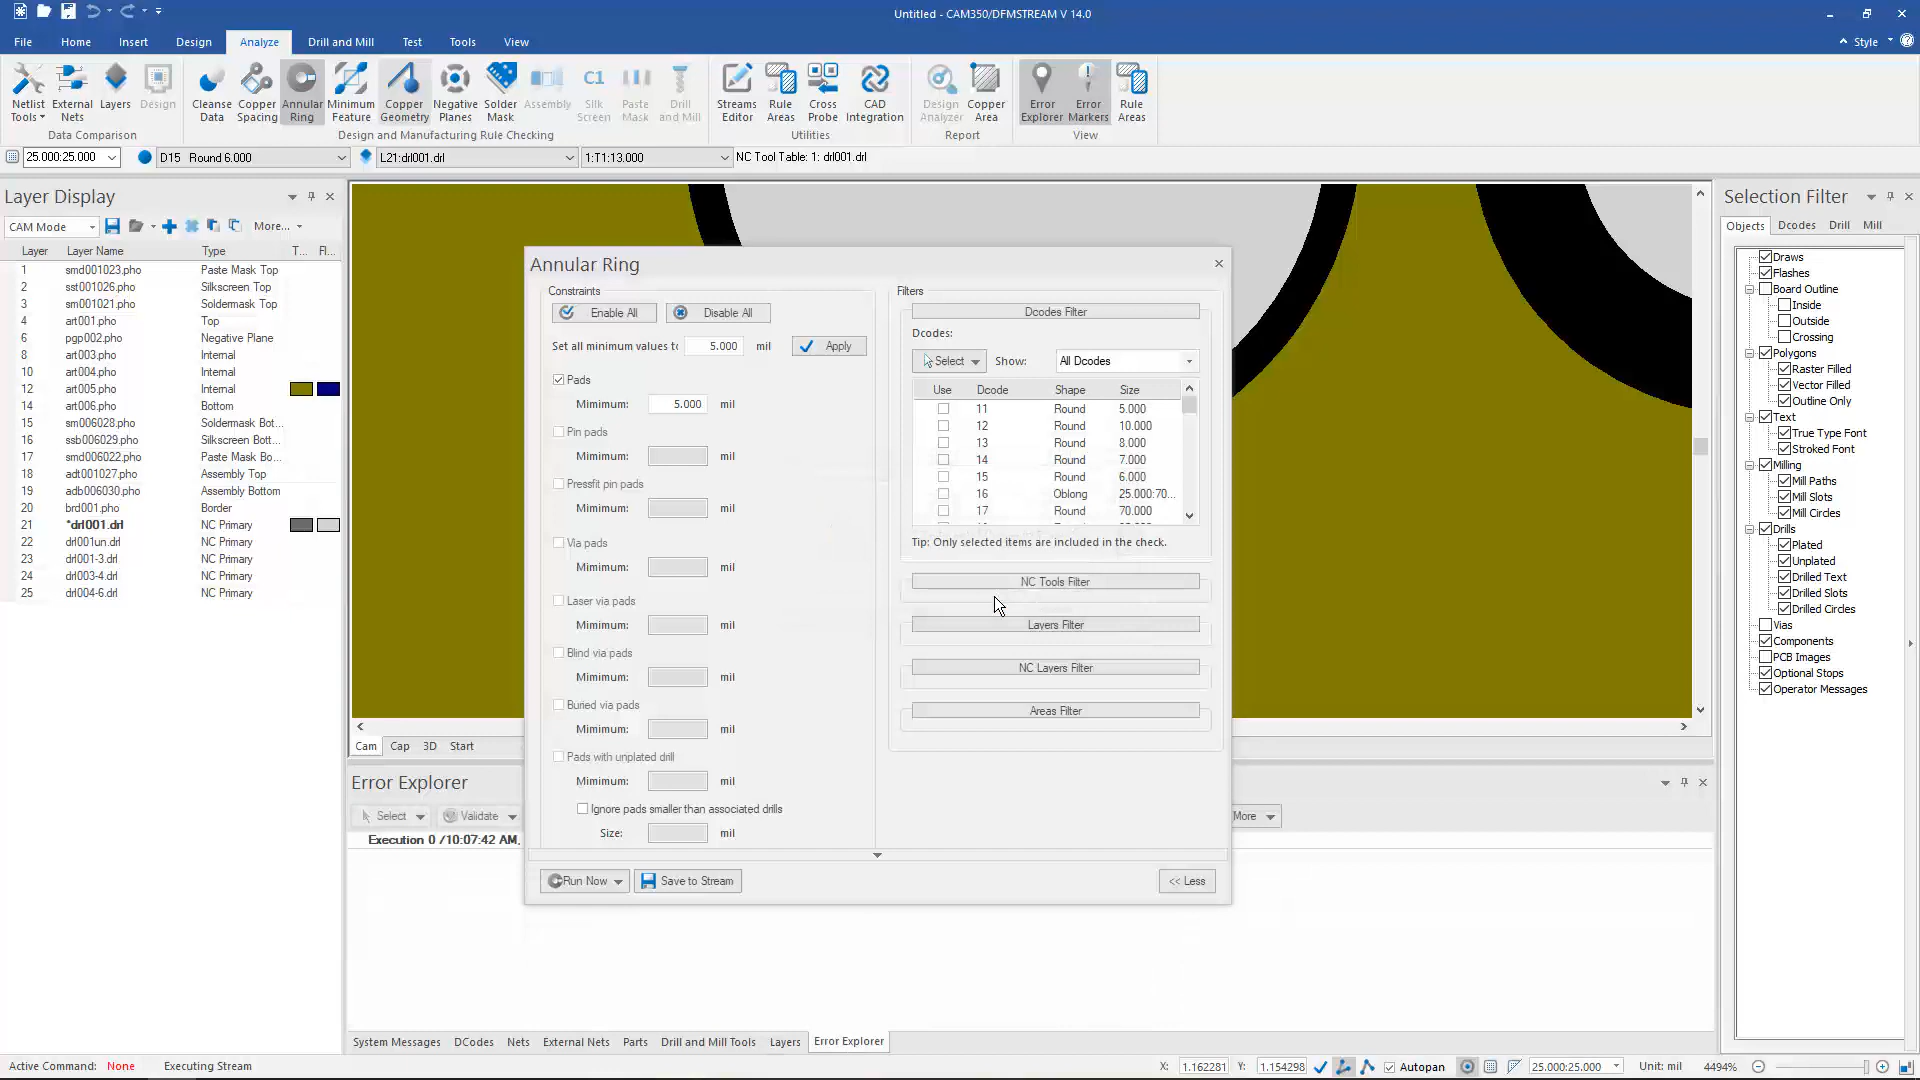 Untitled - CAM350/DFMSTREAM V 14.0
File Home Insert Design Analyze Drill and Mill Test Tools View Style
Netlist Tools External Nets Layers Design Cleanse Data Copper Spacing Annular Ring Minimum Feature Copper Geometry Negative Planes Solder Mask Assembly Silk Screen Paste Mask Drill and Mill Streams Editor Rule Areas Cross Probe CAD Integration Design Analyzer Copper Area Error Explorer Error Markers Rule Areas
C1
Data Comparison Design and Manufacturing Rule Checking Utilities Report View
25.000:25.000 D15 Round 6.000 L21:drl001.drl 1:T1:13.000 NC Tool Table: 1: drl001.drl
Layer Display
CAM Mode More...
Layer Layer Name Type T... Fl...
1 smd001023.pho Paste Mask Top
2 sst001026.pho Silkscreen Top
3 sm001021.pho Soldermask Top
4 art001.pho Top
6 pgp002.pho Negative Plane
8 art003.pho Internal
10 art004.pho Internal
12 art005.pho Internal
14 art006.pho Bottom
15 sm006028.pho Soldermask Bot...
16 ssb006029.pho Silkscreen Bott...
17 smd006022.pho Paste Mask Bo...
18 adt001027.pho Assembly Top
19 adb006030.pho Assembly Bottom
20 brd001.pho Border
21 *drl001.drl NC Primary
22 drl001un.drl NC Primary
23 drl001-3.drl NC Primary
24 drl003-4.drl NC Primary
25 drl004-6.drl NC Primary
Annular Ring
Constraints
Enable All Disable All
Set all minimum values to 5.000 mil Apply
Pads
Minimum: 5.000 mil
Pin pads
Minimum: mil
Pressfit pin pads
Minimum: mil
Via pads
Minimum: mil
Laser via pads
Minimum: mil
Blind via pads
Minimum: mil
Buried via pads
Minimum: mil
Pads with unplated drill
Mimimum: mil
Ignore pads smaller than associated drills
Size: mil
Run Now Save to Stream << Less
Filters
Dcodes Filter
Dcodes:
Select Show: All Dcodes
Use Dcode Shape Size
11 Round 5.000
12 Round 10.000
13 Round 8.000
14 Round 7.000
15 Round 6.000
16 Oblong 25.000:70...
17 Round 70.000
Tip: Only selected items are included in the check.
NC Tools Filter
Layers Filter
NC Layers Filter
Areas Filter
Cam Cap 3D Start
Error Explorer
Select Validate More
Execution 0 /10:07:42 AM,
System Messages DCodes Nets External Nets Parts Drill and Mill Tools Layers Error Explorer
Selection Filter
Objects Dcodes Drill Mill
Draws
Flashes
Board Outline
Inside
Outside
Crossing
Polygons
Raster Filled
Vector Filled
Outline Only
Text
True Type Font
Stroked Font
Milling
Mill Paths
Mill Slots
Mill Circles
Drills
Plated
Unplated
Drilled Text
Drilled Slots
Drilled Circles
Vias
Components
PCB Images
Optional Stops
Operator Messages
Active Command: None Executing Stream X: 1.162281 Y: 1.154298 Autopan 25.000:25.000 Unit: mil 4494%